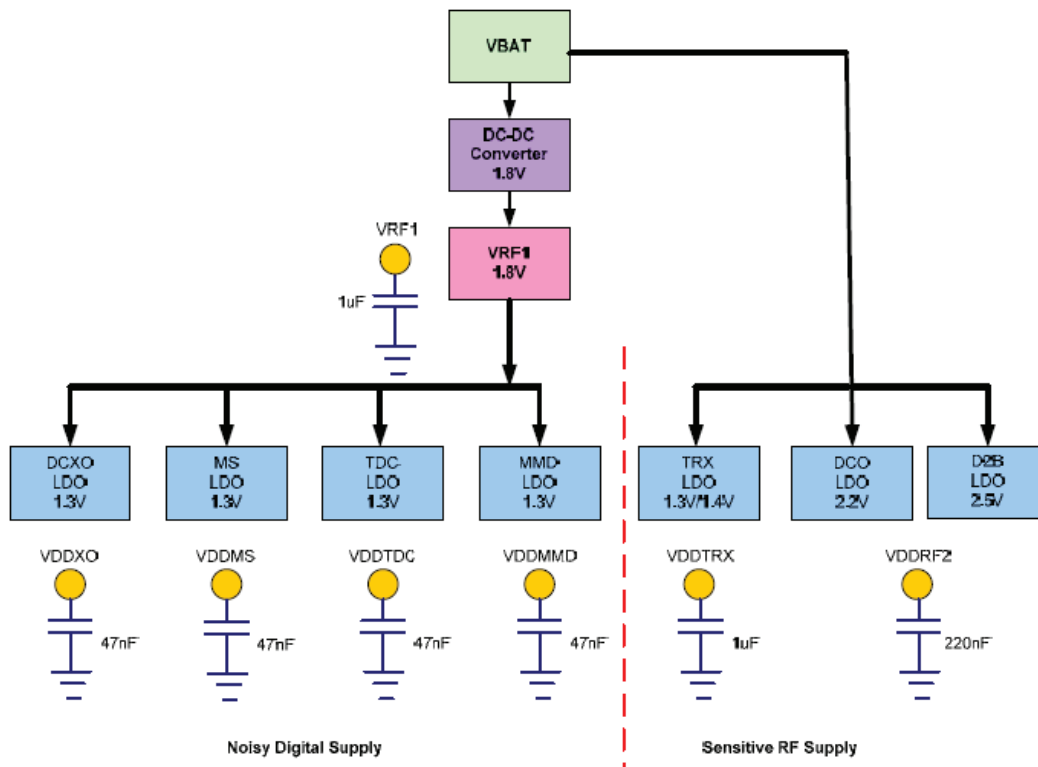 VBAT
DC-DC
Converter
1.8V
VRF1
VRF1
1.8V
1uF
DCXO
LDO
1.3V
MS
LDO
1.3V
TDC
LDO
1.3V
MMD
LDO
1.3V
TRX
LDO
1.3V/1.4V
DCO
LDO
2.2V
LDO
2.5V
VDDXO
VDDMS
VDDTDC
VDDMMD
VDDTRX
VDDRF2
47nF
47nF
47nF
47nF
1uF
220nF
Noisy Digital Supply
Sensitive RF Supply